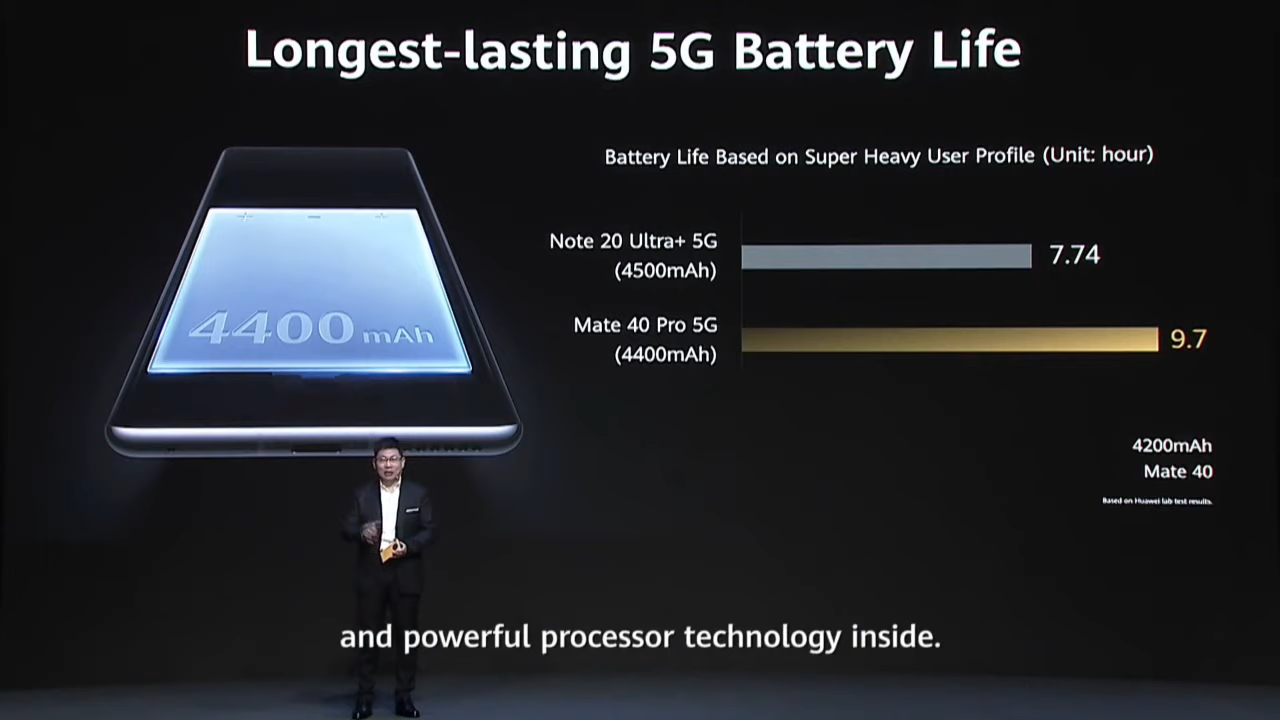 Longest-lasting 5G Battery Life
Battery Life Based on Super Heavy User Profile (Unit: hour)
Note 20 Ultra+ 5G
(4500mAh)
7.74
Mate 40 Pro 5G
(4400mAh)
9.7
4400 mAh
4200mAh
Mate 40
Based on Huawei lab test results.
and powerful processor technology inside.